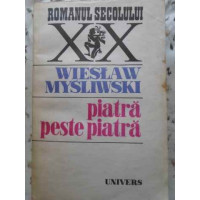 ROMANUL SECOLULUI
XX
WIESŁAW
MYŚLIWSKI
piatră
peste piatră
UNIVERS